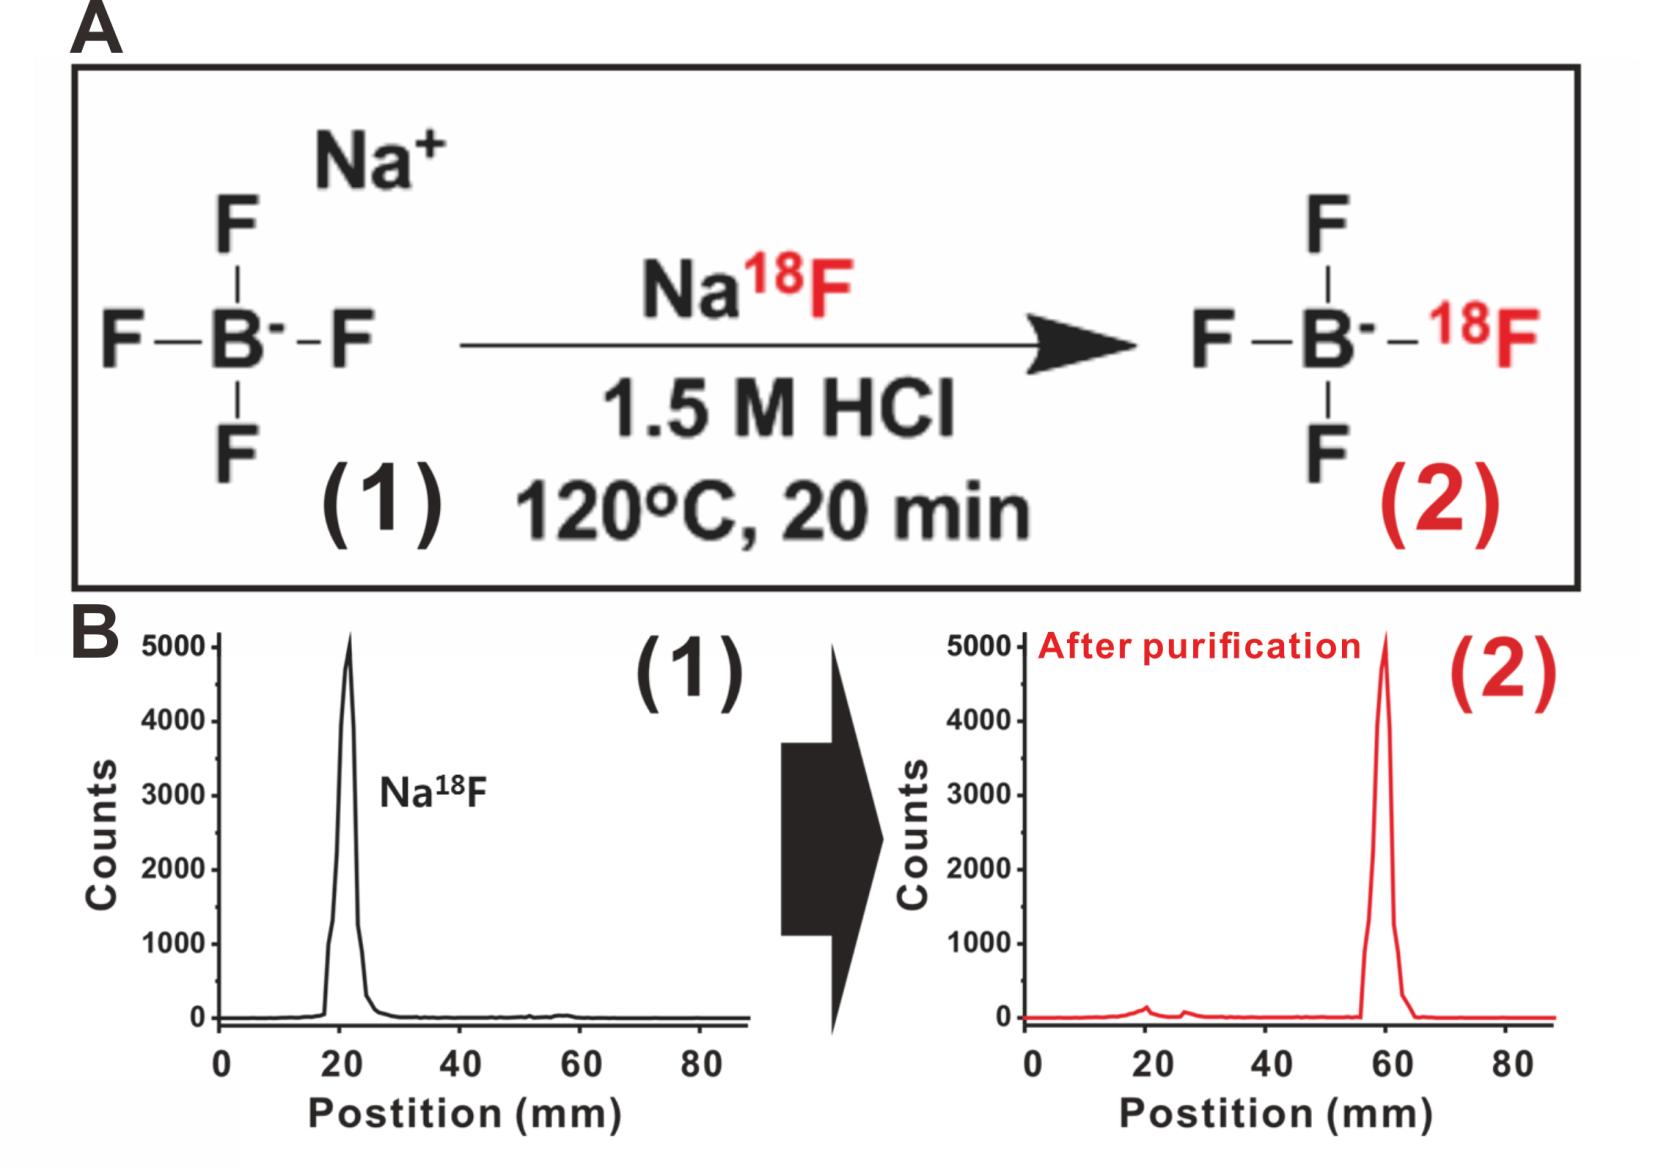 A
Na⁺
F
F–B⁻–F
F
(1)
Na¹⁸F
1.5 M HCl
120ºC, 20 min
F
F–B⁻–¹⁸F
F
(2)
B
(1)
Na¹⁸F
Counts
5000
4000
3000
2000
1000
0
0 20 40 60 80
Postition (mm)
After purification
(2)
Counts
5000
4000
3000
2000
1000
0
0 20 40 60 80
Postition (mm)